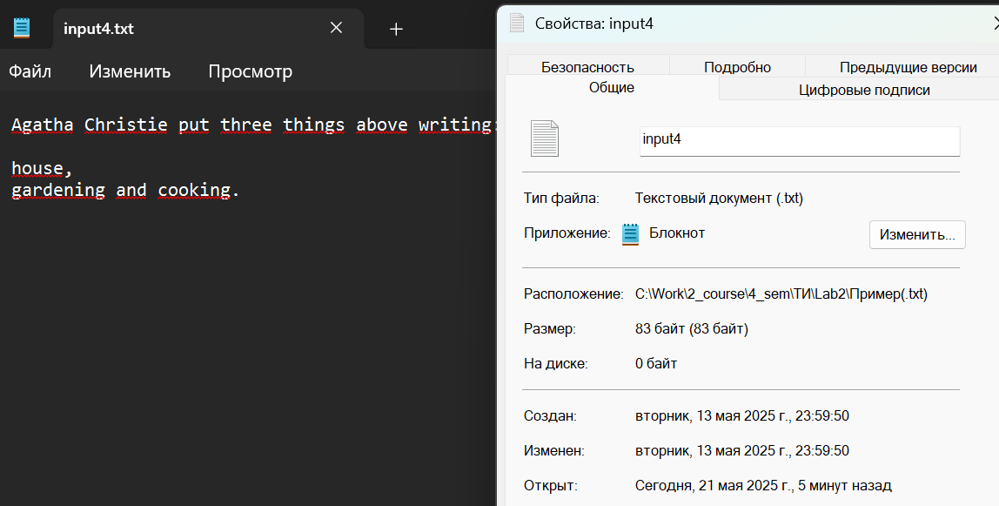 input4.txt
Файл Изменить Просмотр
Agatha Christie put three things above writing:
house,
gardening and cooking.
Свойства: input4
Безопасность Подробно Предыдущие версии
Общие Цифровые подписи
input4
Тип файла: Текстовый документ (.txt)
Приложение: Блокнот Изменить...
Расположение: C:\Work\2_course\4_sem\ТИ\Lab2\Пример(.txt)
Размер: 83 байт (83 байт)
На диске: 0 байт
Создан: вторник, 13 мая 2025 г., 23:59:50
Изменен: вторник, 13 мая 2025 г., 23:59:50
Открыт: Сегодня, 21 мая 2025 г., 5 минут назад